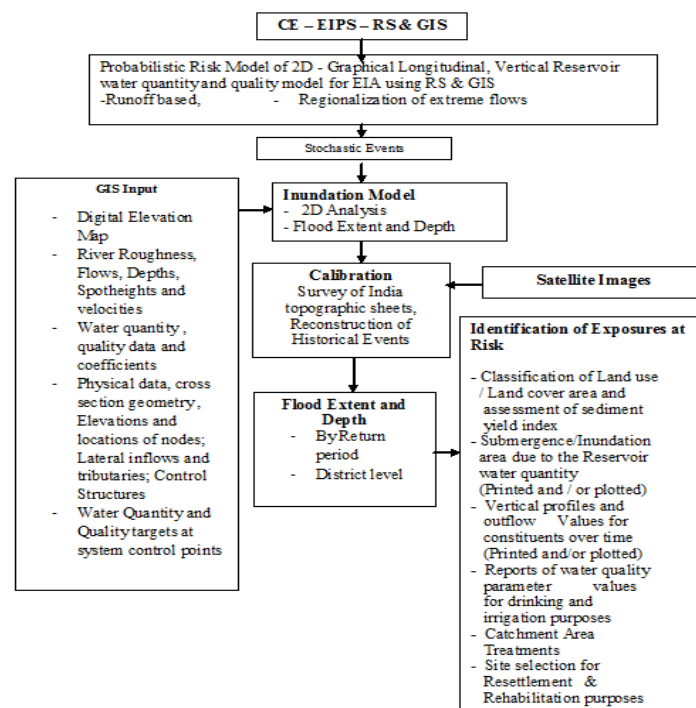 CE – EIPS – RS & GIS
Probabilistic Risk Model of 2D - Graphical Longitudinal, Vertical Reservoir
water quantity and quality model for EIA using RS & GIS
-Runoff based, - Regionalization of extreme flows
Stochastic Events
GIS Input
- Digital Elevation
Map
- River Roughness,
Flows, Depths,
Spotheights and
velocities
- Water quantity ,
quality data and
coefficients
- Physical data, cross
section geometry,
Elevations and
locations of nodes;
Lateral inflows and
tributaries; Control
Structures
- Water Quantity and
Quality targets at
system control points
Inundation Model
- 2D Analysis
- Flood Extent and Depth
Calibration
Survey of India
topographic sheets,
Reconstruction of
Historical Events
Satellite Images
Flood Extent and
Depth
- By Return
period
- District level
Identification of Exposures at
Risk
- Classification of Land use
/ Land cover area and
assessment of sediment
yield index
- Submergence/Inundation
area due to the Reservoir
water quantity
(Printed and / or plotted)
- Vertical profiles and
outflow Values for
constituents over time
(Printed and/or plotted)
- Reports of water quality
parameter values
for drinking and
irrigation purposes
- Catchment Area
Treatments
- Site selection for
Resettlement &
Rehabilitation purposes